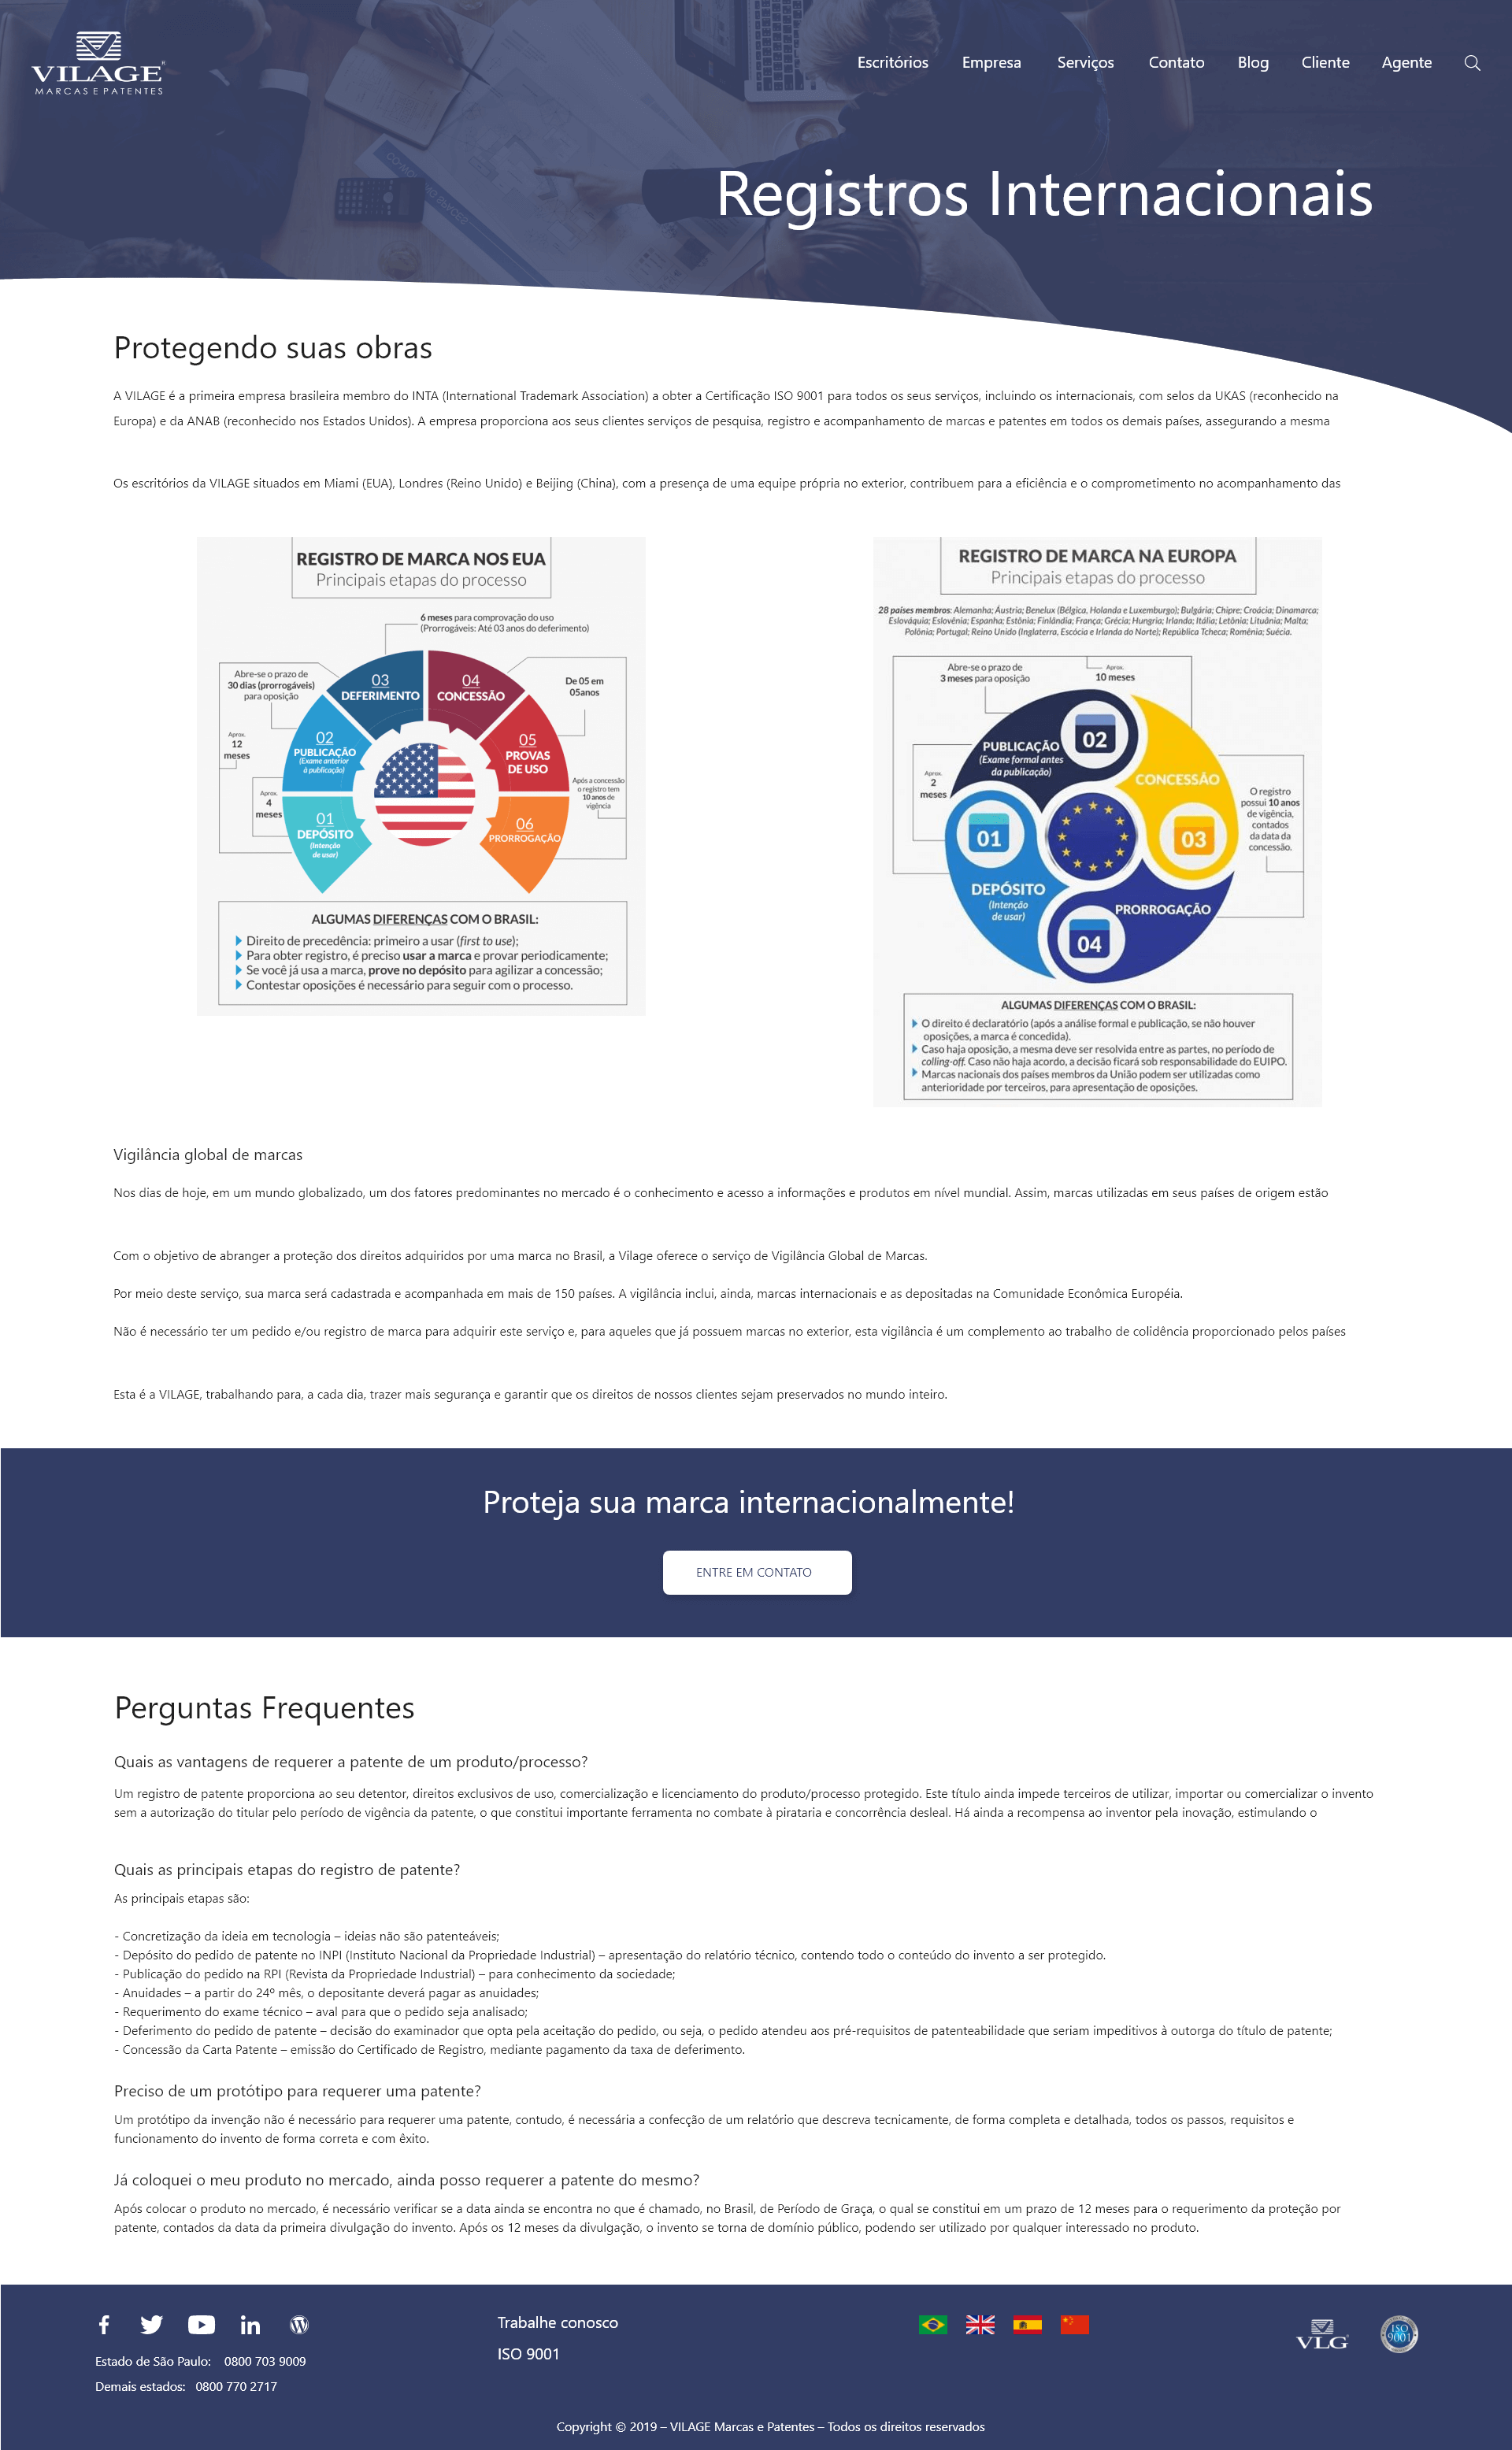 VILAGE
MARCAS E PATENTES
Escritórios Empresa Serviços Contato Blog Cliente Agente
Registros Internacionais
Protegendo suas obras
A VILAGE é a primeira empresa brasileira membro do INTA (International Trademark Association) a obter a Certificação ISO 9001 para todos os seus serviços, incluindo os internacionais, com selos da UKAS (reconhecido na
Europa) e da ANAB (reconhecido nos Estados Unidos). A empresa proporciona aos seus clientes serviços de pesquisa, registro e acompanhamento de marcas e patentes em todos os demais países, assegurando a mesma
Os escritórios da VILAGE situados em Miami (EUA), Londres (Reino Unido) e Beijing (China), com a presença de uma equipe própria no exterior, contribuem para a eficiência e o comprometimento no acompanhamento das
REGISTRO DE MARCA NOS EUA
Principais etapas do processo
6 meses para comprovação do uso
(Prorrogáveis: Até 03 anos do deferimento)
Abre-se o prazo de
30 dias (prorrogáveis)
para oposição
03
DEFERIMENTO
04
CONCESSÃO
De 05 em
05anos
Aprox.
12
meses
02
PUBLICAÇÃO
(Exame anterior
à publicação)
05
PROVAS
DE USO
Aprox.
4
meses
01
DEPÓSITO
(Intenção
de usar)
06
PRORROGAÇÃO
Após a concessão
o registro tem
10 anos de
vigência
ALGUMAS DIFERENÇAS COM O BRASIL:
Direito de precedência: primeiro a usar (first to use);
Para obter registro, é preciso usar a marca e provar periodicamente;
Se você já usa a marca, prove no depósito para agilizar a concessão;
Contestar oposições é necessário para seguir com o processo.
REGISTRO DE MARCA NA EUROPA
Principais etapas do processo
28 países membros: Alemanha; Áustria; Benelux (Bélgica, Holanda e Luxemburgo); Bulgária; Chipre; Croácia; Dinamarca;
Eslováquia; Eslovênia; Espanha; Estônia; Finlândia; França; Grécia; Hungria; Irlanda; Itália; Letônia; Lituânia; Malta;
Polônia; Portugal; Reino Unido (Inglaterra, Escócia e Irlanda do Norte); República Tcheca; Romênia; Suécia.
Abre-se o prazo de
3 meses para oposição
Aprox.
10 meses
PUBLICAÇÃO
(Exame formal antes
da publicação)
02
CONCESSÃO
Aprox.
2
meses
01
03
O registro
possui 10 anos
de vigência,
contados
da data da
concessão.
DEPÓSITO
(Intenção
de usar)
PRORROGAÇÃO
04
ALGUMAS DIFERENÇAS COM O BRASIL:
O direito é declaratório (após a análise formal e publicação, se não houver
oposições, a marca é concedida).
Caso haja oposição, a mesma deve ser resolvida entre as partes, no período de
colling-off. Caso não haja acordo, a decisão ficará sob responsabilidade do EUIPO.
Marcas nacionais dos países membros da União podem ser utilizadas como
anterioridade por terceiros, para apresentação de oposições.
Vigilância global de marcas
Nos dias de hoje, em um mundo globalizado, um dos fatores predominantes no mercado é o conhecimento e acesso a informações e produtos em nível mundial. Assim, marcas utilizadas em seus países de origem estão
Com o objetivo de abranger a proteção dos direitos adquiridos por uma marca no Brasil, a Vilage oferece o serviço de Vigilância Global de Marcas.
Por meio deste serviço, sua marca será cadastrada e acompanhada em mais de 150 países. A vigilância inclui, ainda, marcas internacionais e as depositadas na Comunidade Econômica Européia.
Não é necessário ter um pedido e/ou registro de marca para adquirir este serviço e, para aqueles que já possuem marcas no exterior, esta vigilância é um complemento ao trabalho de colidência proporcionado pelos países
Esta é a VILAGE, trabalhando para, a cada dia, trazer mais segurança e garantir que os direitos de nossos clientes sejam preservados no mundo inteiro.
Proteja sua marca internacionalmente!
ENTRE EM CONTATO
Perguntas Frequentes
Quais as vantagens de requerer a patente de um produto/processo?
Um registro de patente proporciona ao seu detentor, direitos exclusivos de uso, comercialização e licenciamento do produto/processo protegido. Este título ainda impede terceiros de utilizar, importar ou comercializar o invento
sem a autorização do titular pelo período de vigência da patente, o que constitui importante ferramenta no combate à pirataria e concorrência desleal. Há ainda a recompensa ao inventor pela inovação, estimulando o
Quais as principais etapas do registro de patente?
As principais etapas são:
- Concretização da ideia em tecnologia – ideias não são patenteáveis;
- Depósito do pedido de patente no INPI (Instituto Nacional da Propriedade Industrial) – apresentação do relatório técnico, contendo todo o conteúdo do invento a ser protegido.
- Publicação do pedido na RPI (Revista da Propriedade Industrial) – para conhecimento da sociedade;
- Anuidades – a partir do 24º mês, o depositante deverá pagar as anuidades;
- Requerimento do exame técnico – aval para que o pedido seja analisado;
- Deferimento do pedido de patente – decisão do examinador que opta pela aceitação do pedido, ou seja, o pedido atendeu aos pré-requisitos de patenteabilidade que seriam impeditivos à outorga do título de patente;
- Concessão da Carta Patente – emissão do Certificado de Registro, mediante pagamento da taxa de deferimento.
Preciso de um protótipo para requerer uma patente?
Um protótipo da invenção não é necessário para requerer uma patente, contudo, é necessária a confecção de um relatório que descreva tecnicamente, de forma completa e detalhada, todos os passos, requisitos e
funcionamento do invento de forma correta e com êxito.
Já coloquei o meu produto no mercado, ainda posso requerer a patente do mesmo?
Após colocar o produto no mercado, é necessário verificar se a data ainda se encontra no que é chamado, no Brasil, de Período de Graça, o qual se constitui em um prazo de 12 meses para o requerimento da proteção por
patente, contados da data da primeira divulgação do invento. Após os 12 meses da divulgação, o invento se torna de domínio público, podendo ser utilizado por qualquer interessado no produto.
Trabalhe conosco
ISO 9001
Estado de São Paulo: 0800 703 9009
Demais estados: 0800 770 2717
VLG
ISO
9001
Copyright © 2019 – VILAGE Marcas e Patentes – Todos os direitos reservados